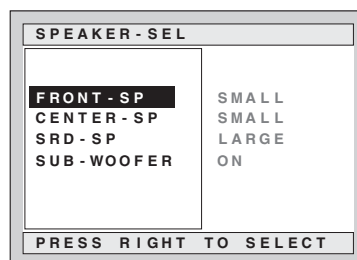 SPEAKER-SEL
FRONT-SP SMALL
CENTER-SP SMALL
SRD-SP LARGE
SUB-WOOFER ON
PRESS RIGHT TO SELECT